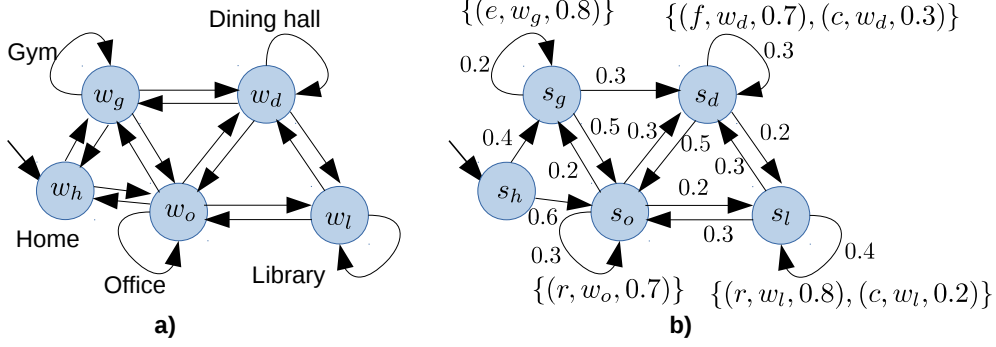 Dining hall
Gym
w_g
w_d
w_h
w_o
w_l
Home
Office
Library
a)
{(e, w_g, 0.8)}
{(f, w_d, 0.7), (c, w_d, 0.3)}
0.2
0.3
0.3
s_g
s_d
0.4
0.5
0.3
0.5
0.2
0.2
0.3
s_h
0.2
0.6
s_o
s_l
0.3
0.3
0.4
{(r, w_o, 0.7)}
{(r, w_l, 0.8), (c, w_l, 0.2)}
b)